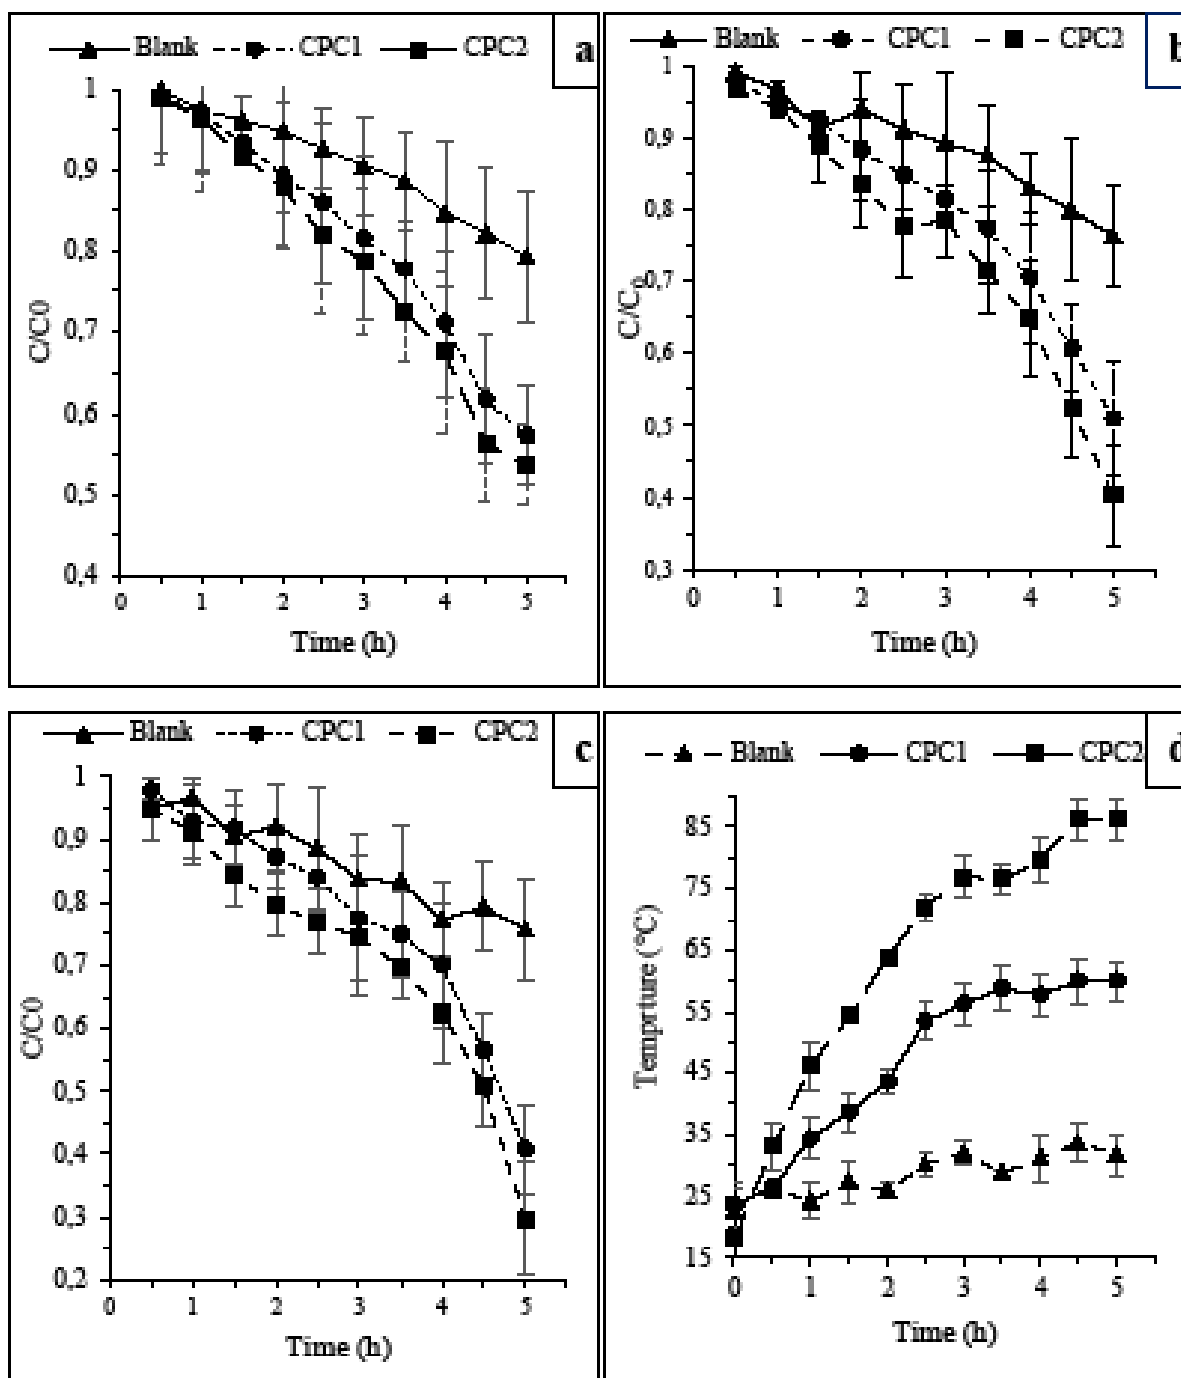 Blank CPC1 CPC2 a
1
0,9
0,8
0,7
0,6
0,5
0,4
C/C0
0 1 2 3 4 5
Time (h)
Blank CPC1 CPC2 b
1
0,9
0,8
0,7
0,6
0,5
0,4
0,3
C/C0
0 1 2 3 4 5
Time (h)
Blank CPC1 CPC2 c
1
0,9
0,8
0,7
0,6
0,5
0,4
0,3
0,2
C/C0
0 1 2 3 4 5
Time (h)
Blank CPC1 CPC2 d
85
75
65
55
45
35
25
15
Temprture (°C)
0 1 2 3 4 5
Time (h)